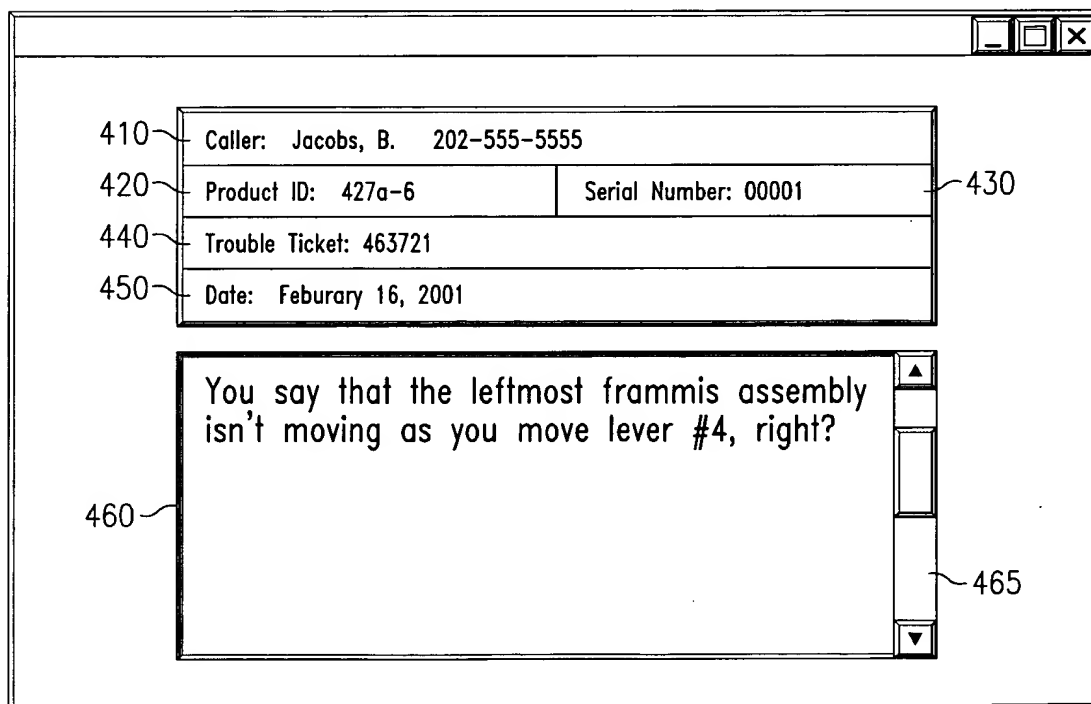 410 Caller: Jacobs, B. 202-555-5555
420 Product ID: 427a-6 Serial Number: 00001 430
440 Trouble Ticket: 463721
450 Date: Feburary 16, 2001
You say that the leftmost frammis assembly
isn't moving as you move lever #4, right?
460
465